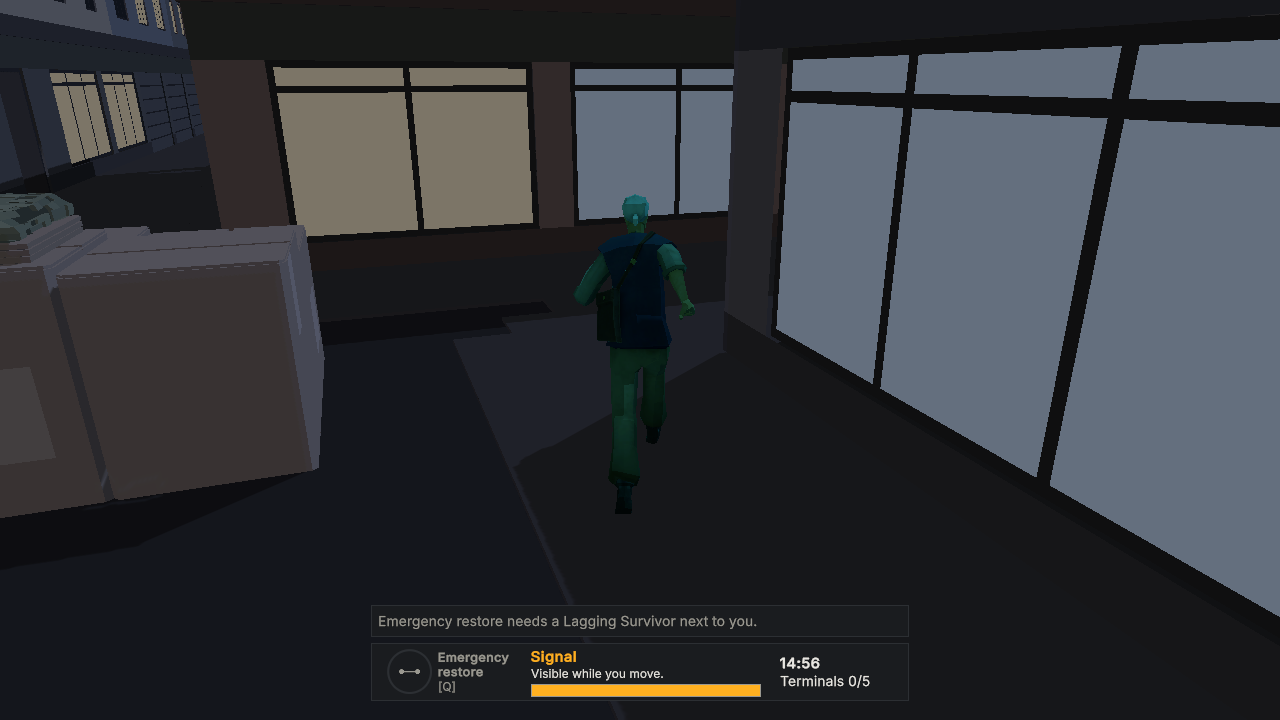 Emergency restore needs a Lagging Survivor next to you.
Emergency
restore
[Q]
Signal
Visible while you move.
14:56
Terminals 0/5